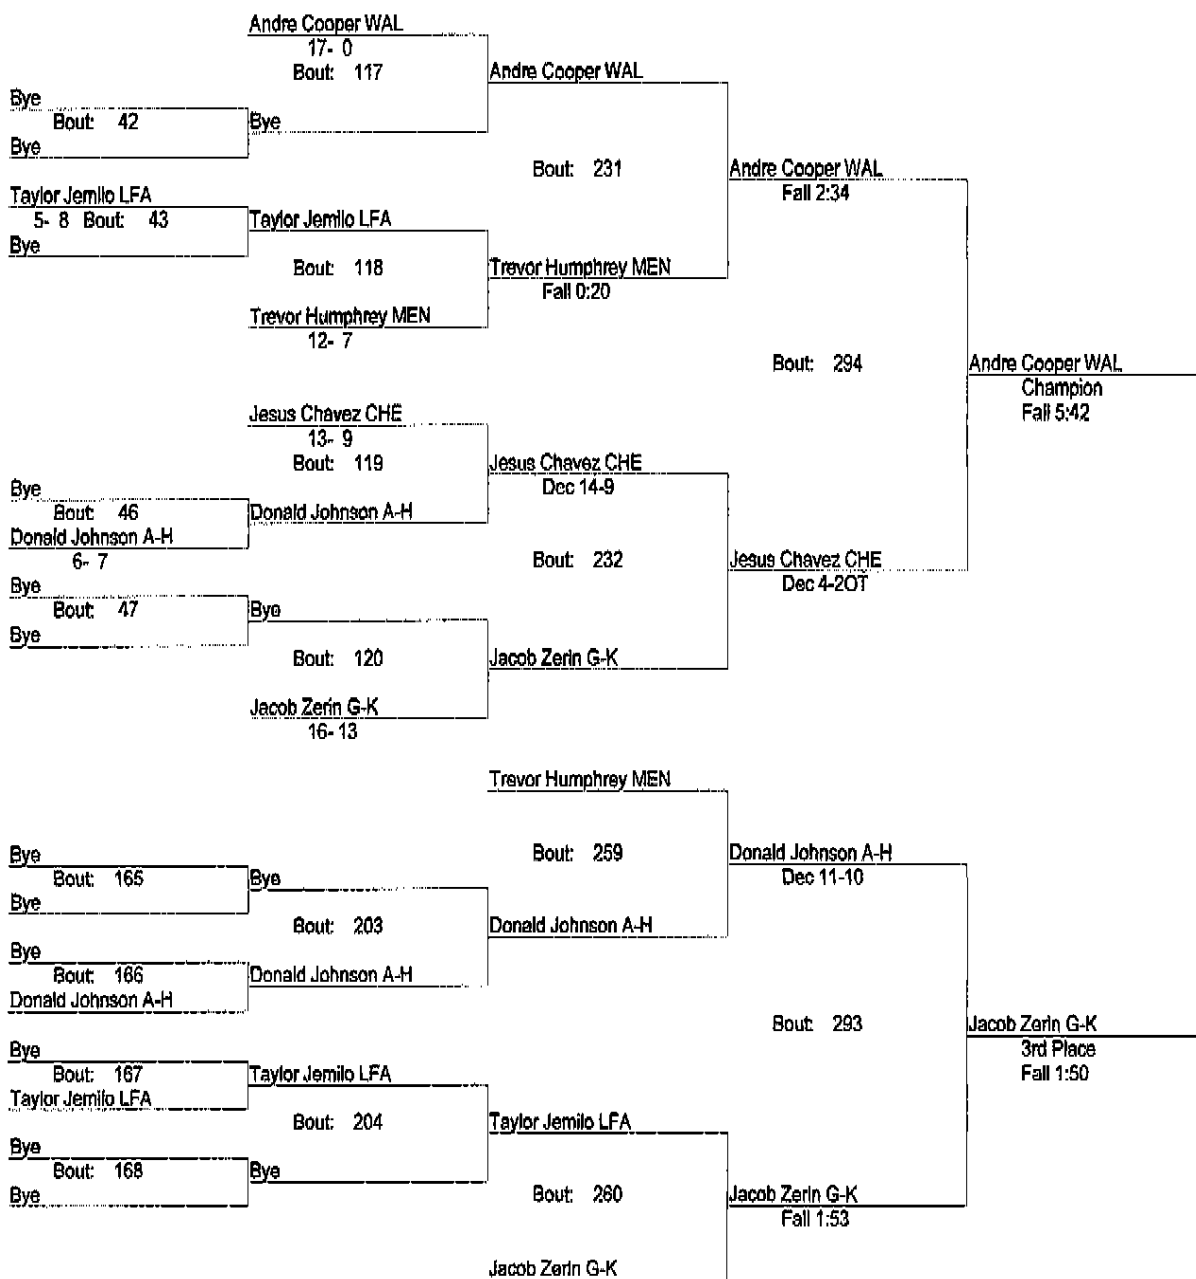 Andre Cooper WAL
17- 0
Bout: 117
Andre Cooper WAL
Bye
Bout: 42
Bye
Bye
Bout: 231
Andre Cooper WAL
Fall 2:34
Taylor Jemilo LFA
5- 8 Bout: 43
Taylor Jemilo LFA
Bye
Bout: 118
Trevor Humphrey MEN
Fall 0:20
Trevor Humphrey MEN
12- 7
Bout: 294
Andre Cooper WAL
Champion
Fall 5:42
Jesus Chavez CHE
13- 9
Bout: 119
Jesus Chavez CHE
Dec 14-9
Bye
Bout: 46
Donald Johnson A-H
Donald Johnson A-H
6- 7
Bout: 232
Jesus Chavez CHE
Dec 4-2OT
Bye
Bout: 47
Bye
Bye
Bout: 120
Jacob Zerin G-K
Jacob Zerin G-K
16- 13
Trevor Humphrey MEN
Bout: 259
Donald Johnson A-H
Dec 11-10
Bye
Bout: 165
Bye
Bye
Bout: 203
Donald Johnson A-H
Bye
Bout: 166
Donald Johnson A-H
Donald Johnson A-H
Bout: 293
Jacob Zerin G-K
3rd Place
Fall 1:50
Bye
Bout: 167
Taylor Jemilo LFA
Taylor Jemilo LFA
Bout: 204
Taylor Jemilo LFA
Bye
Bout: 168
Bye
Bye
Bout: 260
Jacob Zerin G-K
Fall 1:53
Jacob Zerin G-K